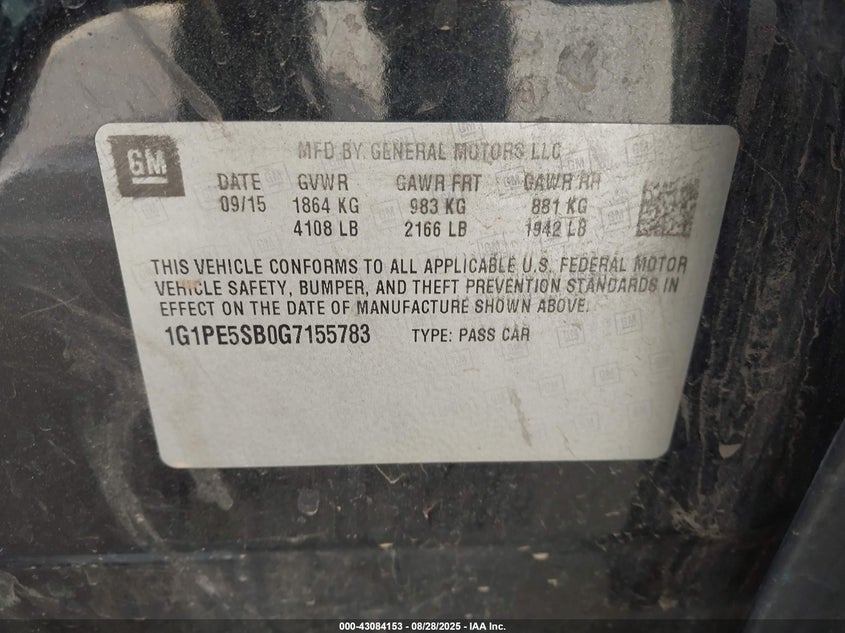 GM
MFD BY GENERAL MOTORS LLC
DATE GVWR GAWR FRT GAWR RR
09/15 1864 KG 983 KG 881 KG
4108 LB 2166 LB 1942 LB
THIS VEHICLE CONFORMS TO ALL APPLICABLE U.S. FEDERAL MOTOR
VEHICLE SAFETY, BUMPER, AND THEFT PREVENTION STANDARDS IN
EFFECT ON THE DATE OF MANUFACTURE SHOWN ABOVE.
1G1PE5SB0G7155783 TYPE: PASS CAR
000-43084153 | 08/28/2025 - IAA Inc.